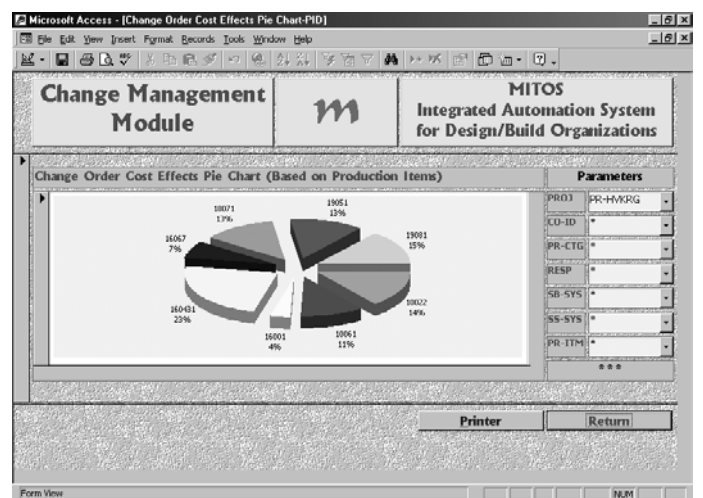 Microsoft Access - [Change Order Cost Effects Pie Chart-PID]
File Edit View Insert Format Records Tools Window Help
Change Management
Module
m
MITOS
Integrated Automation System
for Design/Build Organizations
Change Order Cost Effects Pie Chart (Based on Production Items)
Parameters
PROJ PR-HVKRG
CO-ID *
PR-CTG *
RESP *
SB-SYS *
SS-SYS *
PR-ITM *
***
18071
13%
19051
13%
19081
15%
16067
7%
160431
23%
16001
4%
10061
11%
10022
14%
Printer
Return
Form View
NUM